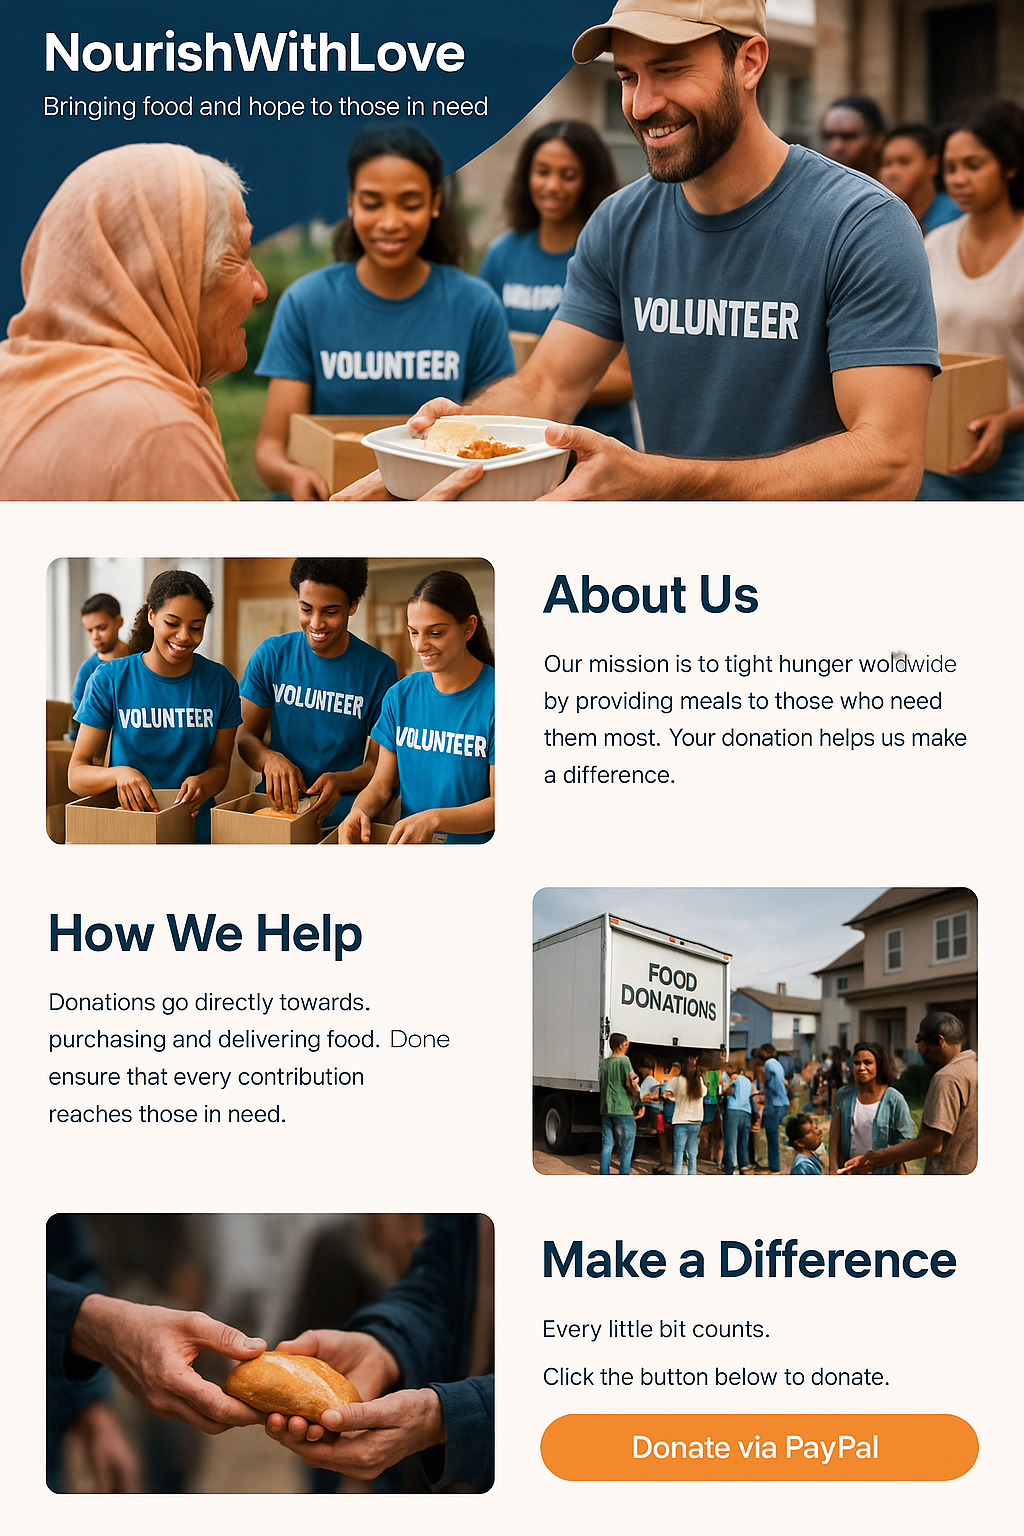 NourishWithLove
Bringing food and hope to those in need
VOLUNTEER
VOLUNTEER
VOLUNTEER
VOLUNTEER
VOLUNTEER
About Us
Our mission is to tight hunger woldwide
by providing meals to those who need
them most. Your donation helps us make
a difference.
How We Help
Donations go directly towards.
purchasing and delivering food. Done
ensure that every contribution
reaches those in need.
FOOD
DONATIONS
Make a Difference
Every little bit counts.
Click the button below to donate.
Donate via PayPal